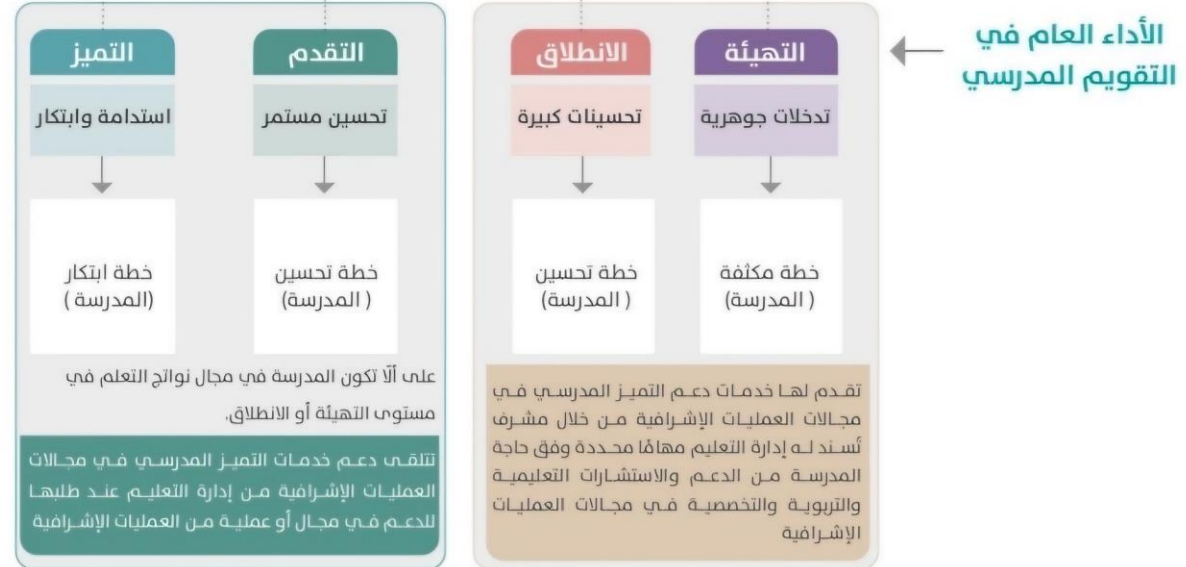 الأداء العام في
التقويم المدرسي
التهيئة
تدخلات جوهرية
خطة مكثفة
( المدرسة)
الانطلاق
تحسينات كبيرة
خطة تحسين
( المدرسة)
تقدم لها خدمات دعم التميز المدرسي في
مجالات العمليات الإشرافية من خلال مشرف
تُسند له إدارة التعليم مهامًا محددة وفق حاجة
المدرسة من الدعم والاستشارات التعليمية
والتربوية والتخصصية في مجالات العمليات
الإشرافية
التقدم
تحسين مستمر
خطة تحسين
( المدرسة)
التميز
استدامة وابتكار
خطة ابتكار
(المدرسة )
على ألّا تكون المدرسة في مجال نواتج التعلم في
مستوى التهيئة أو الانطلاق.
تتلقى دعم خدمات التميز المدرسي في مجالات
العمليات الإشرافية من إدارة التعليم عند طلبها
للدعم في مجال أو عملية من العمليات الإشرافية